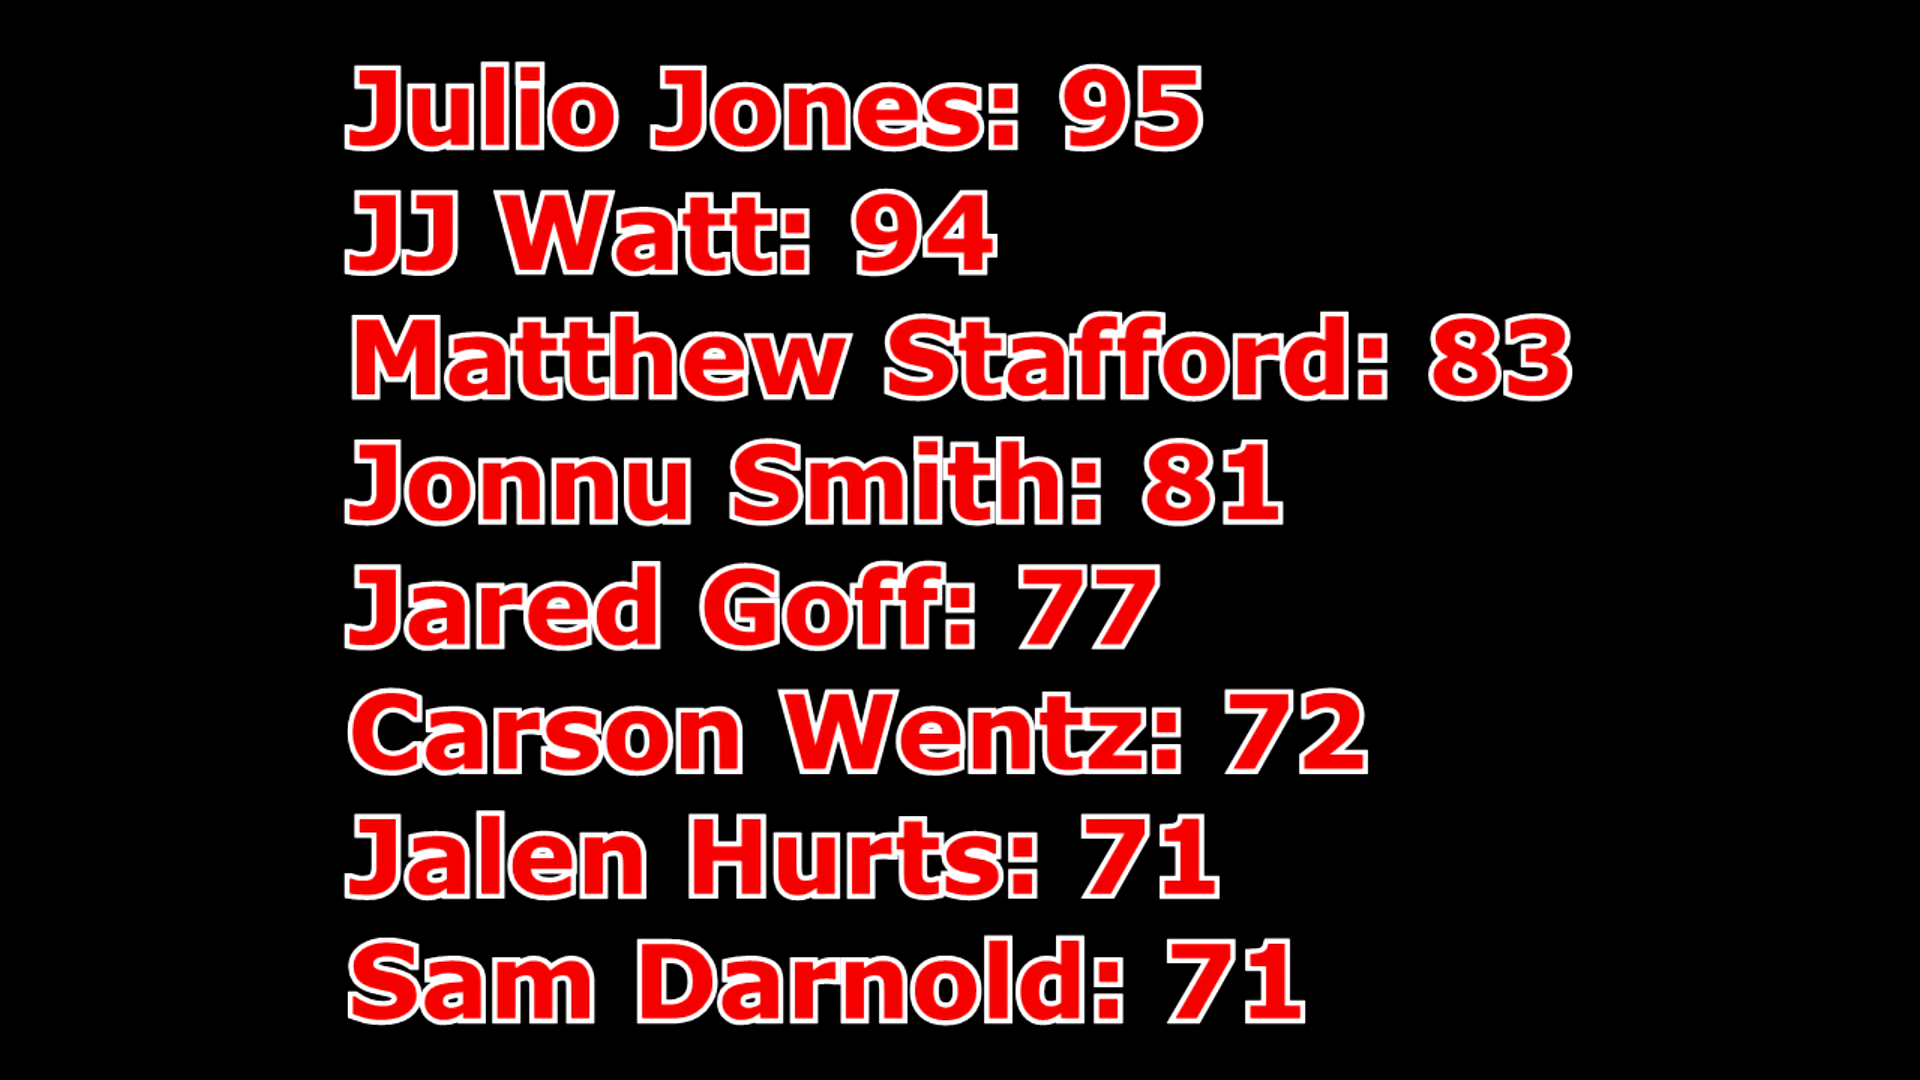 Julio Jones: 95
JJ Watt: 94
Matthew Stafford: 83
Jonnu Smith: 81
Jared Goff: 77
Carson Wentz: 72
Jalen Hurts: 71
Sam Darnold: 71